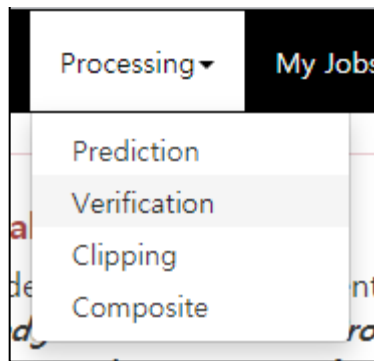 Processing My Jobs
Prediction
Verification
Clipping
Composite